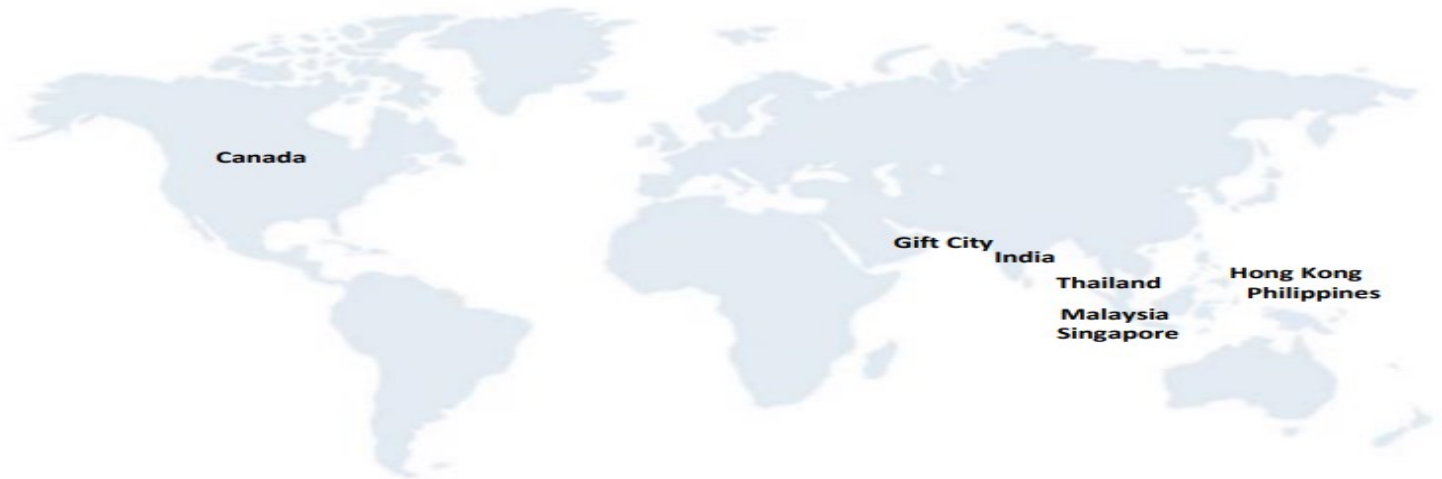 Canada
Gift City
India
Thailand
Hong Kong
Philippines
Malaysia
Singapore